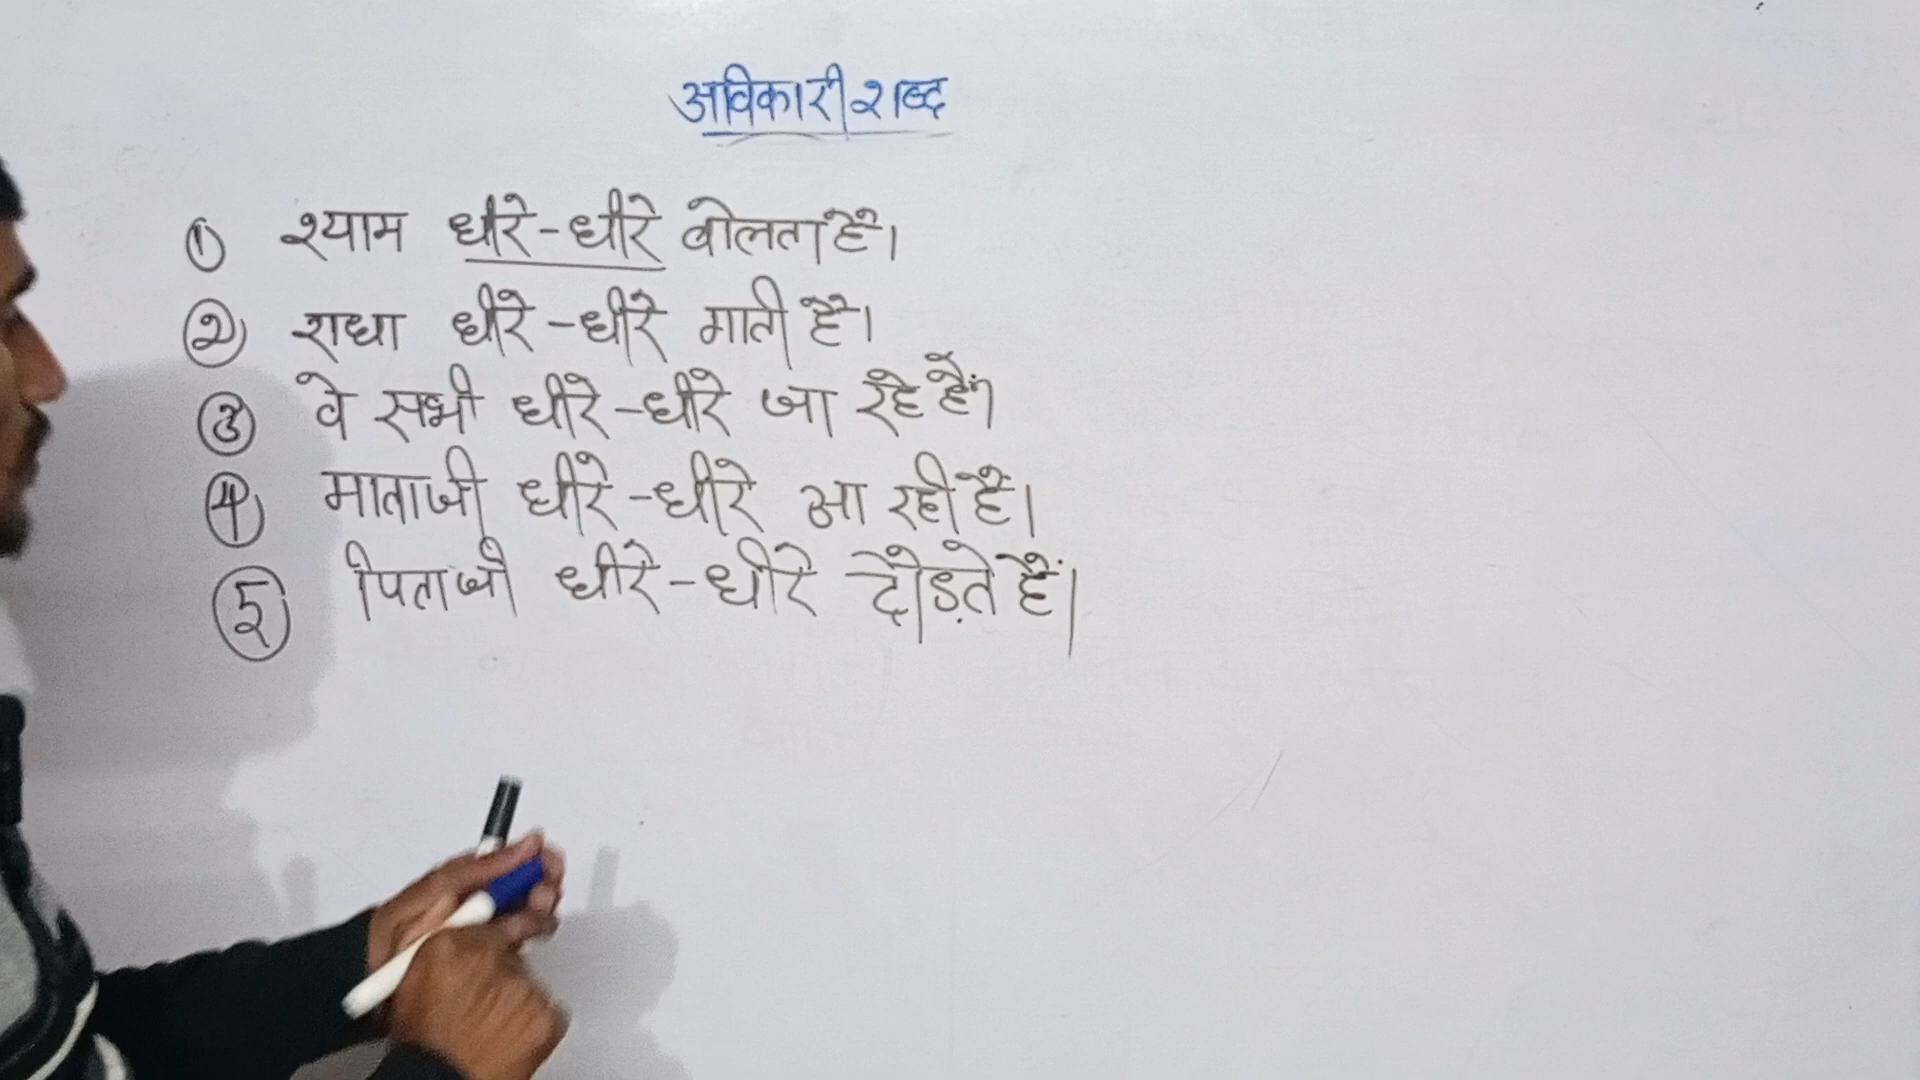 अविकारी शब्द
① श्याम धीरे-धीरे बोलता है।
② राधा धीरे-धीरे गाती है।
③ वे सभी धीरे-धीरे जा रहे हैं।
④ माताजी धीरे-धीरे आ रही हैं।
⑤ पिताजी धीरे-धीरे दौड़ते हैं।